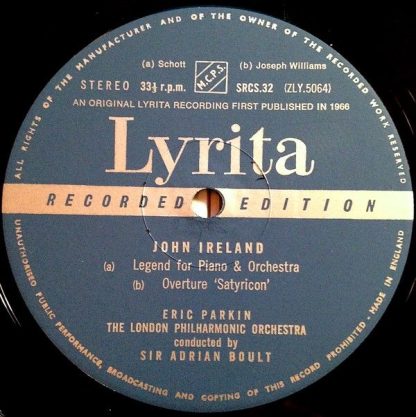 ALL RIGHTS OF THE MANUFACTURER AND OF THE OWNER OF THE RECORDED WORK RESERVED
(a) Schott M.C.P.S. (b) Joseph Williams
STEREO 33⅓ r.p.m. SRCS.32 (ZLY.5064)
AN ORIGINAL LYRITA RECORDING FIRST PUBLISHED IN 1966
Lyrita
RECORDED EDITION
JOHN IRELAND
(a) Legend for Piano & Orchestra
(b) Overture ‘Satyricon’
ERIC PARKIN
THE LONDON PHILHARMONIC ORCHESTRA
conducted by
SIR ADRIAN BOULT
UNAUTHORISED PUBLIC PERFORMANCE, BROADCASTING AND COPYING OF THIS RECORD PROHIBITED - MADE IN ENGLAND